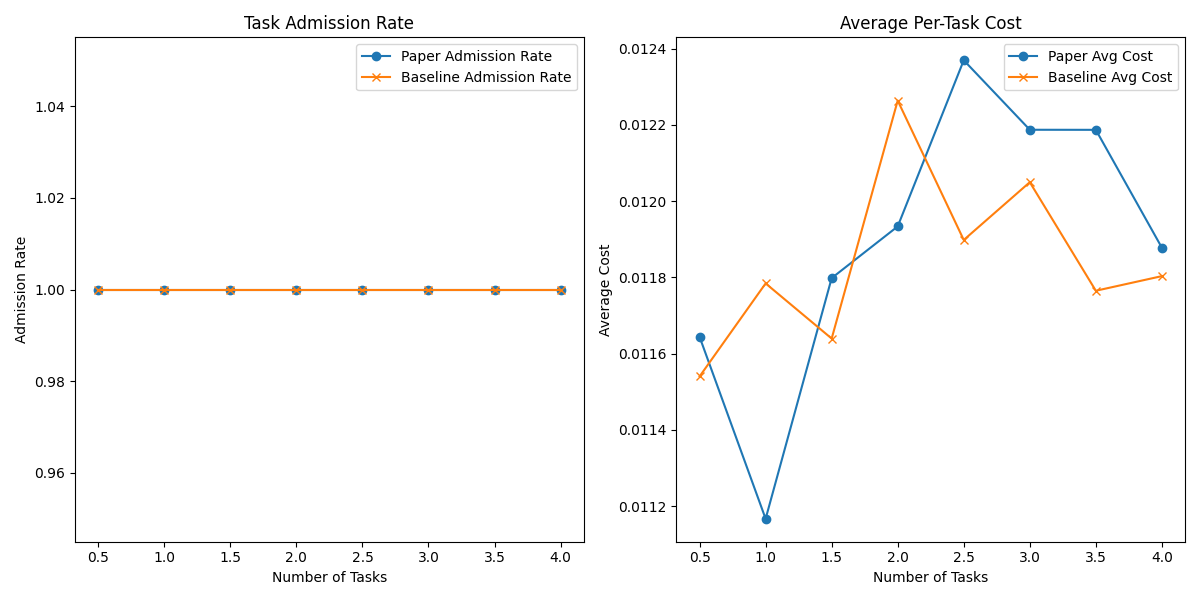 Task Admission Rate
Paper Admission Rate
Baseline Admission Rate
1.04
1.02
1.00
0.98
0.96
Admission Rate
0.5 1.0 1.5 2.0 2.5 3.0 3.5 4.0
Number of Tasks
Average Per-Task Cost
Paper Avg Cost
Baseline Avg Cost
0.0124
0.0122
0.0120
0.0118
0.0116
0.0114
0.0112
Average Cost
0.5 1.0 1.5 2.0 2.5 3.0 3.5 4.0
Number of Tasks